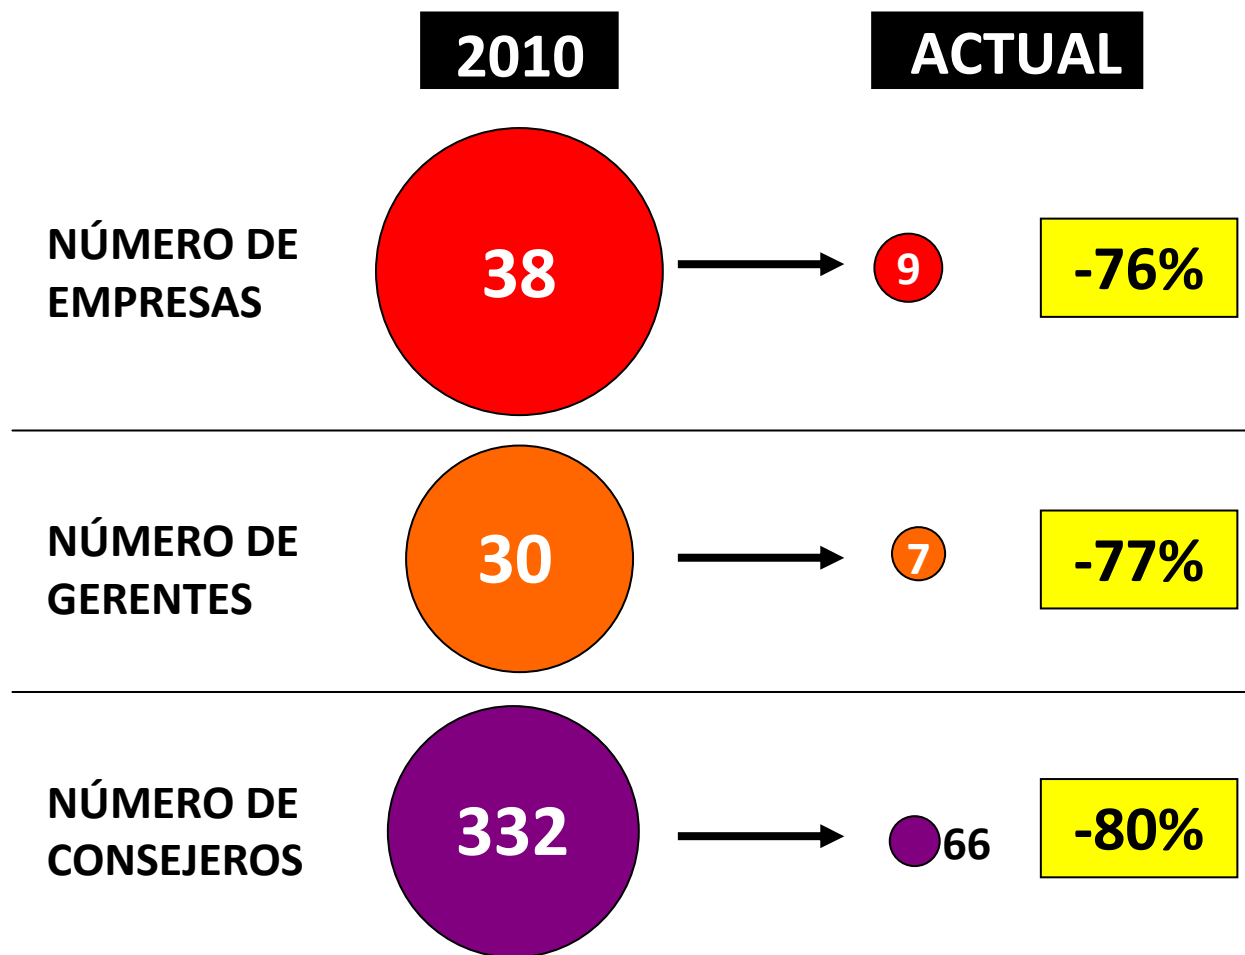 2010
ACTUAL
NÚMERO DE
EMPRESAS
38
9
-76%
NÚMERO DE
GERENTES
30
7
-77%
NÚMERO DE
CONSEJEROS
332
66
-80%